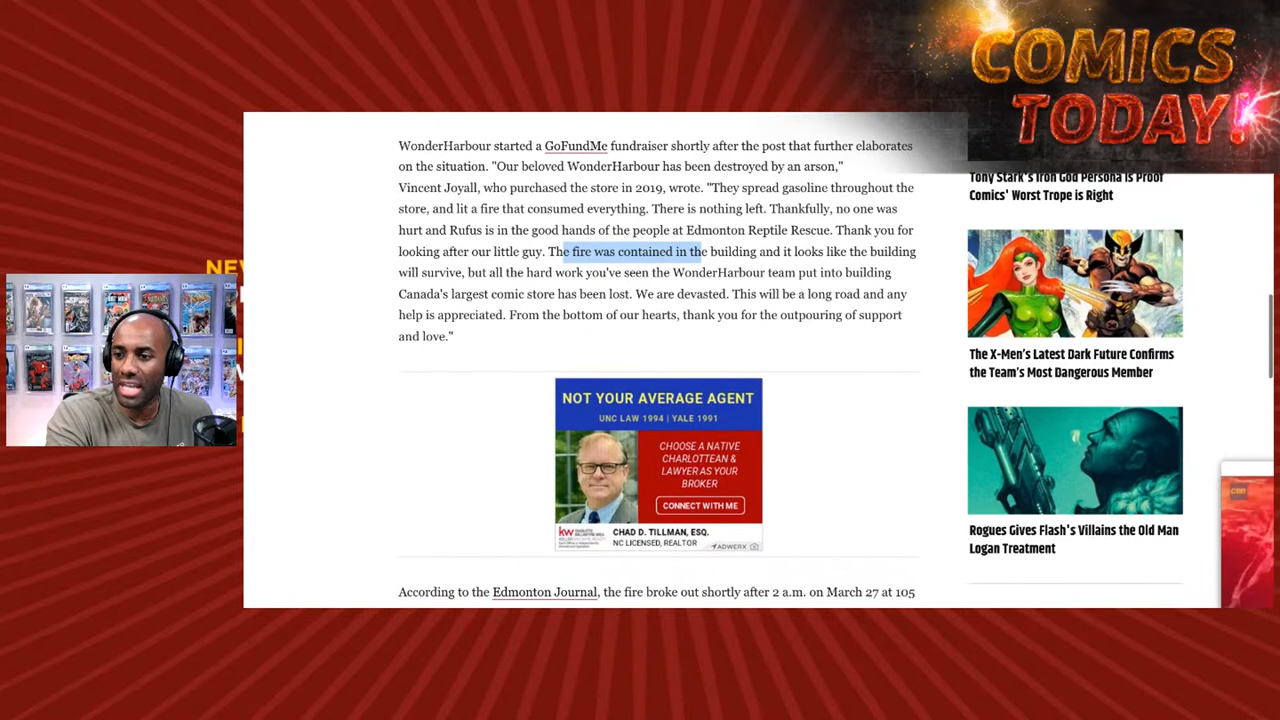 COMICS
TODAY!
WonderHarbour started a GoFundMe fundraiser shortly after the post that further elaborates
on the situation. "Our beloved WonderHarbour has been destroyed by an arson,"
Vincent Joyall, who purchased the store in 2019, wrote. "They spread gasoline throughout the
store, and lit a fire that consumed everything. There is nothing left. Thankfully, no one was
hurt and Rufus is in the good hands of the people at Edmonton Reptile Rescue. Thank you for
looking after our little guy. The fire was contained in the building and it looks like the building
will survive, but all the hard work you've seen the WonderHarbour team put into building
Canada's largest comic store has been lost. We are devasted. This will be a long road and any
help is appreciated. From the bottom of our hearts, thank you for the outpouring of support
and love."
NOT YOUR AVERAGE AGENT
UNC LAW 1994 | YALE 1991
CHOOSE A NATIVE
CHARLOTTEAN &
LAWYER AS YOUR
BROKER
CONNECT WITH ME
kw
CHAD D. TILLMAN, ESQ.
NC LICENSED, REALTOR
ADWERX
According to the Edmonton Journal, the fire broke out shortly after 2 a.m. on March 27 at 105
Tony Stark's Iron God Persona Is Proof
Comics' Worst Trope is Right
The X-Men's Latest Dark Future Confirms
the Team's Most Dangerous Member
Rogues Gives Flash's Villains the Old Man
Logan Treatment
CBR